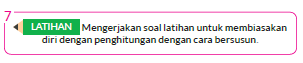 7
LATIHAN Mengerjakan soal latihan untuk membiasakan
diri dengan penghitungan dengan cara bersusun.